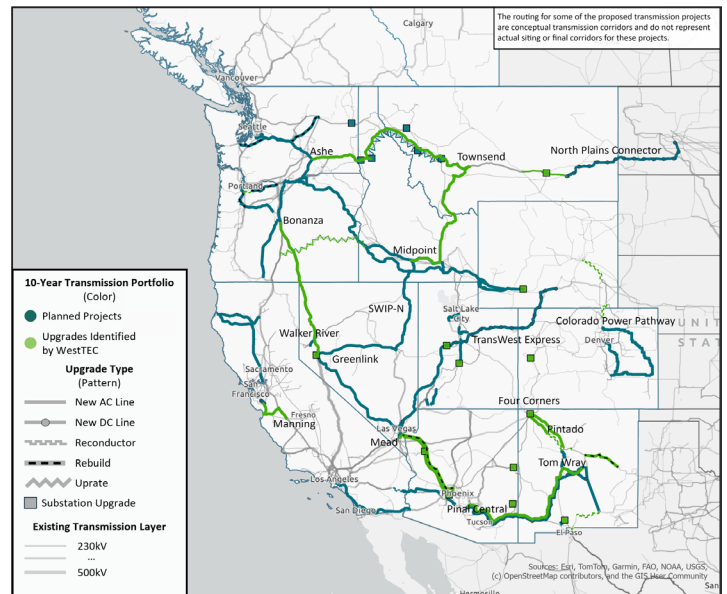 The routing for some of the proposed transmission projects
are conceptual transmission corridors and do not represent
actual siting or final corridors for these projects.
Calgary
Vancouver
Seattle
Ashe
Townsend
North Plains Connector
Portland
Bonanza
Midpoint
SWIP-N
Salt Lake
City
Walker River
Greenlink
TransWest Express
Colorado Power Pathway
UNIT
STAT
Denver
Sacramento
San
Francisco
Fresno
Manning
Four Corners
Pintado
Las Vegas
Mead
Tom Wray
Los Angeles
Phoenix
San Diego
Pinal Central
Tucson
El Paso
10-Year Transmission Portfolio
(Color)
Planned Projects
Upgrades Identified
by WestTEC
Upgrade Type
(Pattern)
New AC Line
New DC Line
Reconductor
Rebuild
Uprate
Substation Upgrade
Existing Transmission Layer
230kV
...
500kV
Sources: Esri, TomTom, Garmin, FAO, NOAA, USGS,
(c) OpenStreetMap contributors, and the GIS User Community
Hermosillo
San